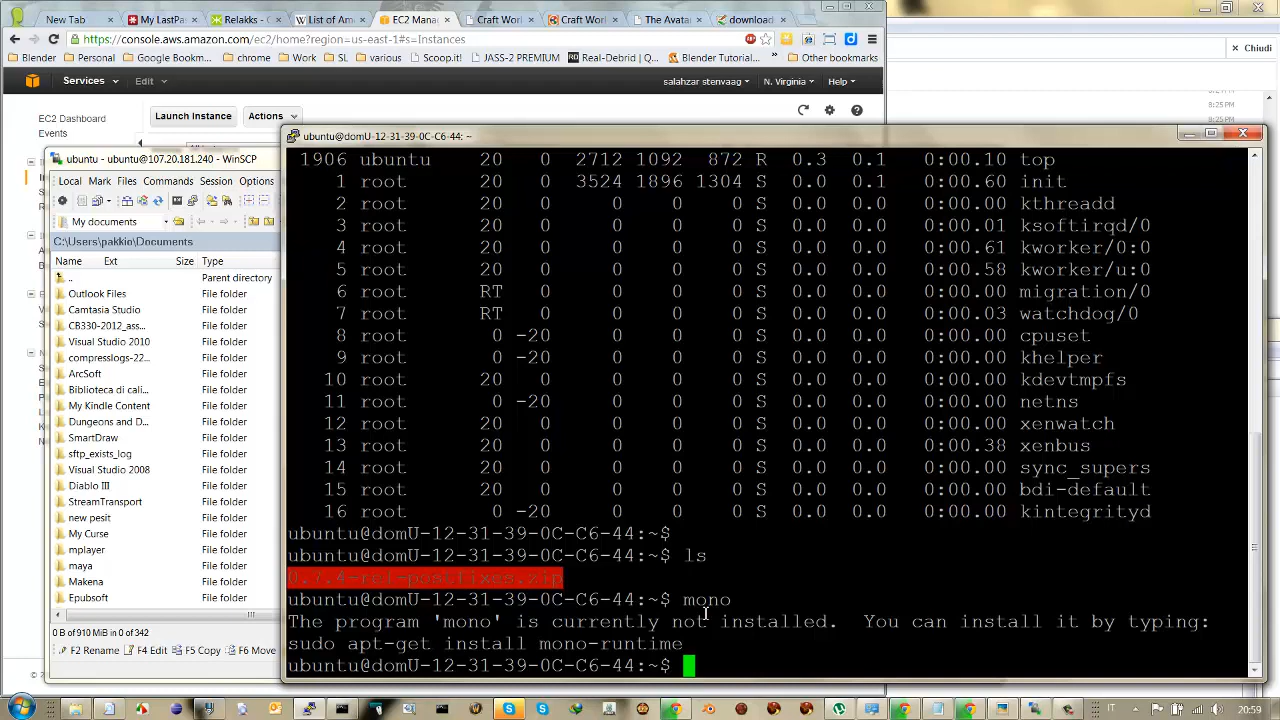 New Tab
My LastPa
Relakks -
List of Am
EC2 Mana
Craft Work
Craft Work
The Avata
download
https://console.aws.amazon.com/ec2/home?region=us-east-1#s=Instances
Chiudi
Blender
Google Bookm...
chrome
Work
SL
various
Scoop.it!
JASS-2 PREMIUM
Real-Debrid | Q...
Blender Tutorial...
»
Other bookmarks
Services
Edit
salahzar stenvaag
N. Virginia
Help
8:25 PM
8:25 PM
EC2 Dashboard
Events
Launch Instance
Actions
ubuntu@domU-12-31-39-0C-C6-44: ~
ubuntu - ubuntu@107.20.181.240 - WinSCP
Local Mark Files Commands Session Options
My documents
C:\Users\pakkio\Documents
Name Ext Size Type
.. Parent directory
Outlook Files File folder
Camtasia Studio File folder
CB330-2012_ass... File folder
Visual Studio 2010 File folder
compresslogs-22... File folder
ArcSoft File folder
Biblioteca di cali... File folder
My Kindle Content File folder
Dungeons and D... File folder
SmartDraw File folder
sftp_exists_log File folder
Visual Studio 2008 File folder
Diablo III File folder
StreamTransport File folder
new pesit File folder
My Curse File folder
mplayer File folder
maya File folder
Makena File folder
Epubsoft File folder
0 B of 910 MiB in 0 of 342
F2 Rename F4 Edit
1906 ubuntu 20 0 2712 1092 872 R 0.3 0.1 0:00.10 top
1 root 20 0 3524 1896 1304 S 0.0 0.1 0:00.60 init
2 root 20 0 0 0 0 S 0.0 0.0 0:00.00 kthreadd
3 root 20 0 0 0 0 S 0.0 0.0 0:00.01 ksoftirqd/0
4 root 20 0 0 0 0 S 0.0 0.0 0:00.61 kworker/0:0
5 root 20 0 0 0 0 S 0.0 0.0 0:00.58 kworker/u:0
6 root RT 0 0 0 0 S 0.0 0.0 0:00.00 migration/0
7 root RT 0 0 0 0 S 0.0 0.0 0:00.03 watchdog/0
8 root 0 -20 0 0 0 S 0.0 0.0 0:00.00 cpuset
9 root 0 -20 0 0 0 S 0.0 0.0 0:00.00 khelper
10 root 20 0 0 0 0 S 0.0 0.0 0:00.00 kdevtmpfs
11 root 0 -20 0 0 0 S 0.0 0.0 0:00.00 netns
12 root 20 0 0 0 0 S 0.0 0.0 0:00.00 xenwatch
13 root 20 0 0 0 0 S 0.0 0.0 0:00.38 xenbus
14 root 20 0 0 0 0 S 0.0 0.0 0:00.00 sync_supers
15 root 20 0 0 0 0 S 0.0 0.0 0:00.00 bdi-default
16 root 0 -20 0 0 0 S 0.0 0.0 0:00.00 kintegrityd
ubuntu@domU-12-31-39-0C-C6-44:~$
ubuntu@domU-12-31-39-0C-C6-44:~$ ls
0.7.4-rel-postfixes.zip
ubuntu@domU-12-31-39-0C-C6-44:~$ mono
The program 'mono' is currently not installed.  You can install it by typing:
sudo apt-get install mono-runtime
ubuntu@domU-12-31-39-0C-C6-44:~$
IT
20:59